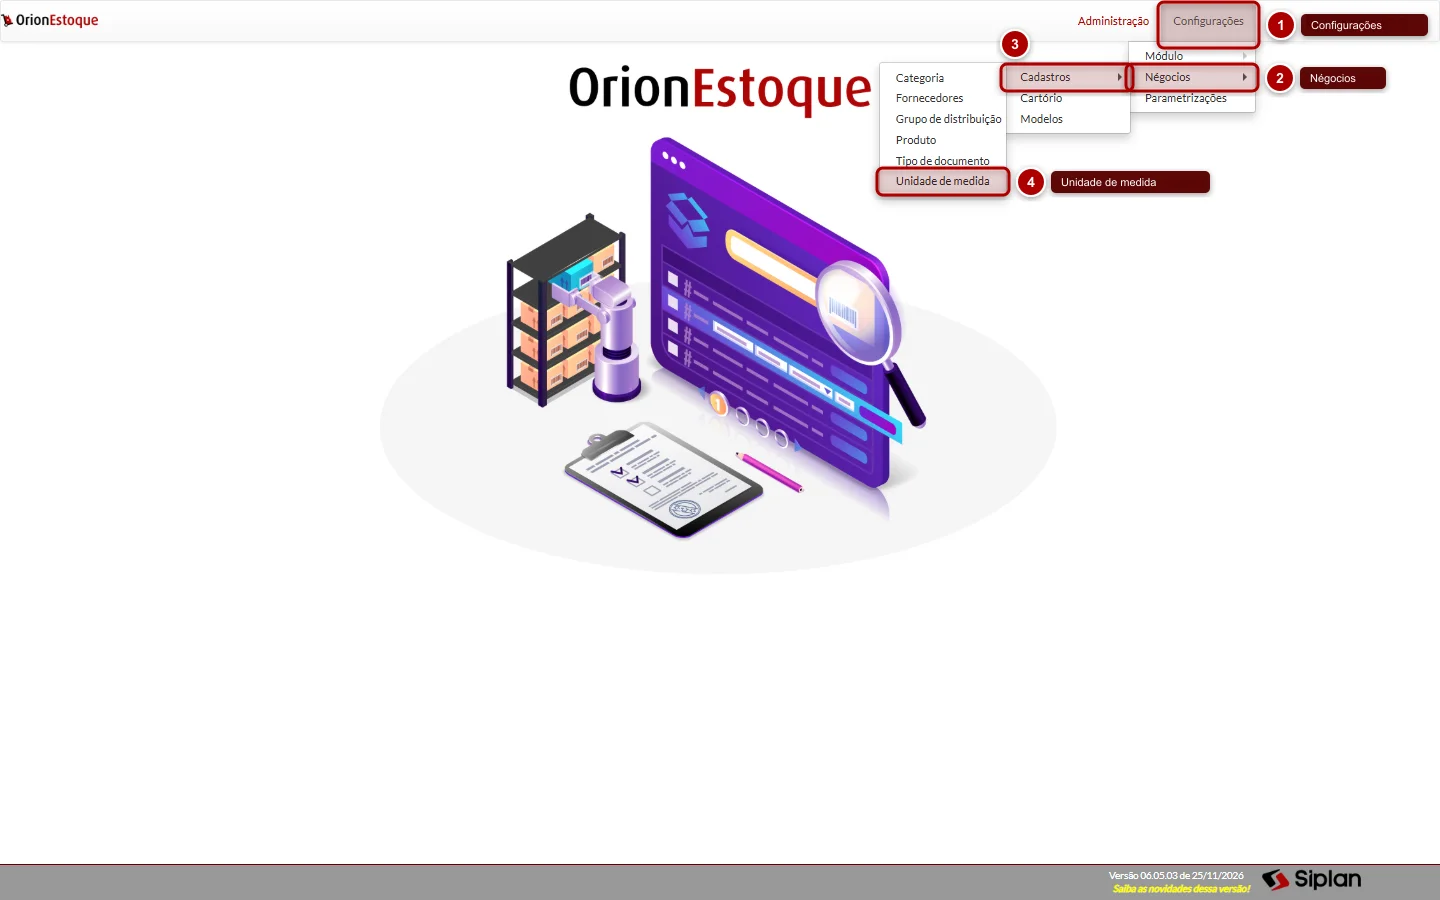 OrionEstoque
Administração
Configurações
1
Configurações
3
Módulo
OrionEstoque
Categoria
Cadastros
Négocios
2
Négocios
Fornecedores
Cartório
Parametrizações
Grupo de distribuição
Modelos
Produto
Tipo de documento
Unidade de medida
4
Unidade de medida
1
Versão 06.05.03 de 25/11/2026
Saiba as novidades dessa versão!
Siplan